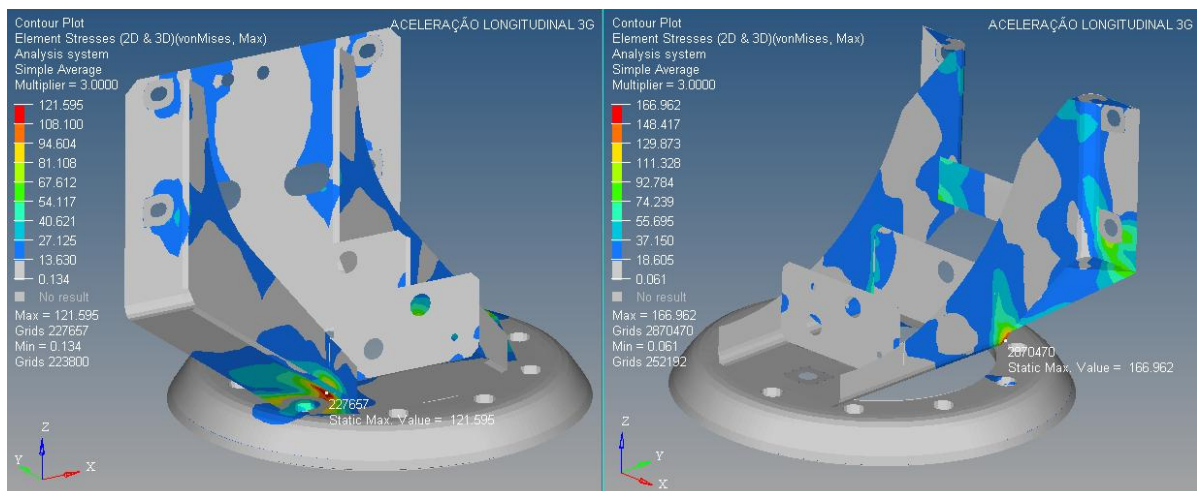 Contour Plot
Element Stresses (2D & 3D)(vonMises, Max)
Analysis system
Simple Average
Multiplier = 3.0000
121.595
108.100
94.604
81.108
67.612
54.117
40.621
27.125
13.630
0.134
No result
Max = 121.595
Grids 227657
Min = 0.134
Grids 223800
ACELERAÇÃO LONGITUDINAL 3G
227657
Static Max. Value = 121.595
Z
Y
X
Contour Plot
Element Stresses (2D & 3D)(vonMises, Max)
Analysis system
Simple Average
Multiplier = 3.0000
166.962
148.417
129.873
111.328
92.784
74.239
55.695
37.150
18.605
0.061
No result
Max = 166.962
Grids 2870470
Min = 0.061
Grids 252192
ACELERAÇÃO LONGITUDINAL 3G
2870470
Static Max. Value = 166.962
Z
Y
X